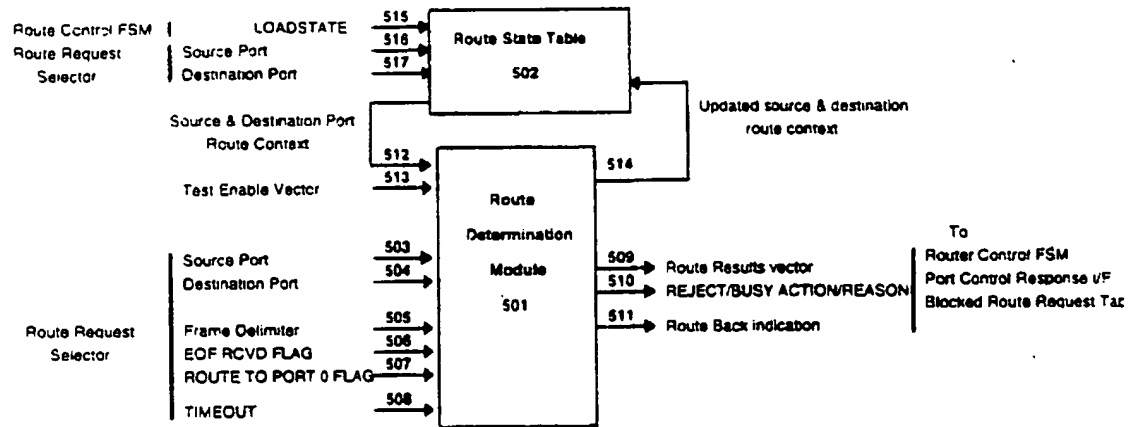 Route Control FSM
LOADSTATE
515
Route Request
Selector
Source Port
516
Destination Port
517
Route State Table
502
Source & Destination Port
Route Context
512
Updated source & destination
route context
514
Test Enable Vector
513
Route
Determination
Module
501
Source Port
503
Destination Port
504
Route Request
Selector
Frame Delimiter
505
EOF RCVD FLAG
506
ROUTE TO PORT 0 FLAG
507
TIMEOUT
508
509
Route Results vector
510
REJECT/BUSY ACTION/REASON
511
Route Back indication
To
Router Control FSM
Port Control Response I/F
Blocked Route Request Tab